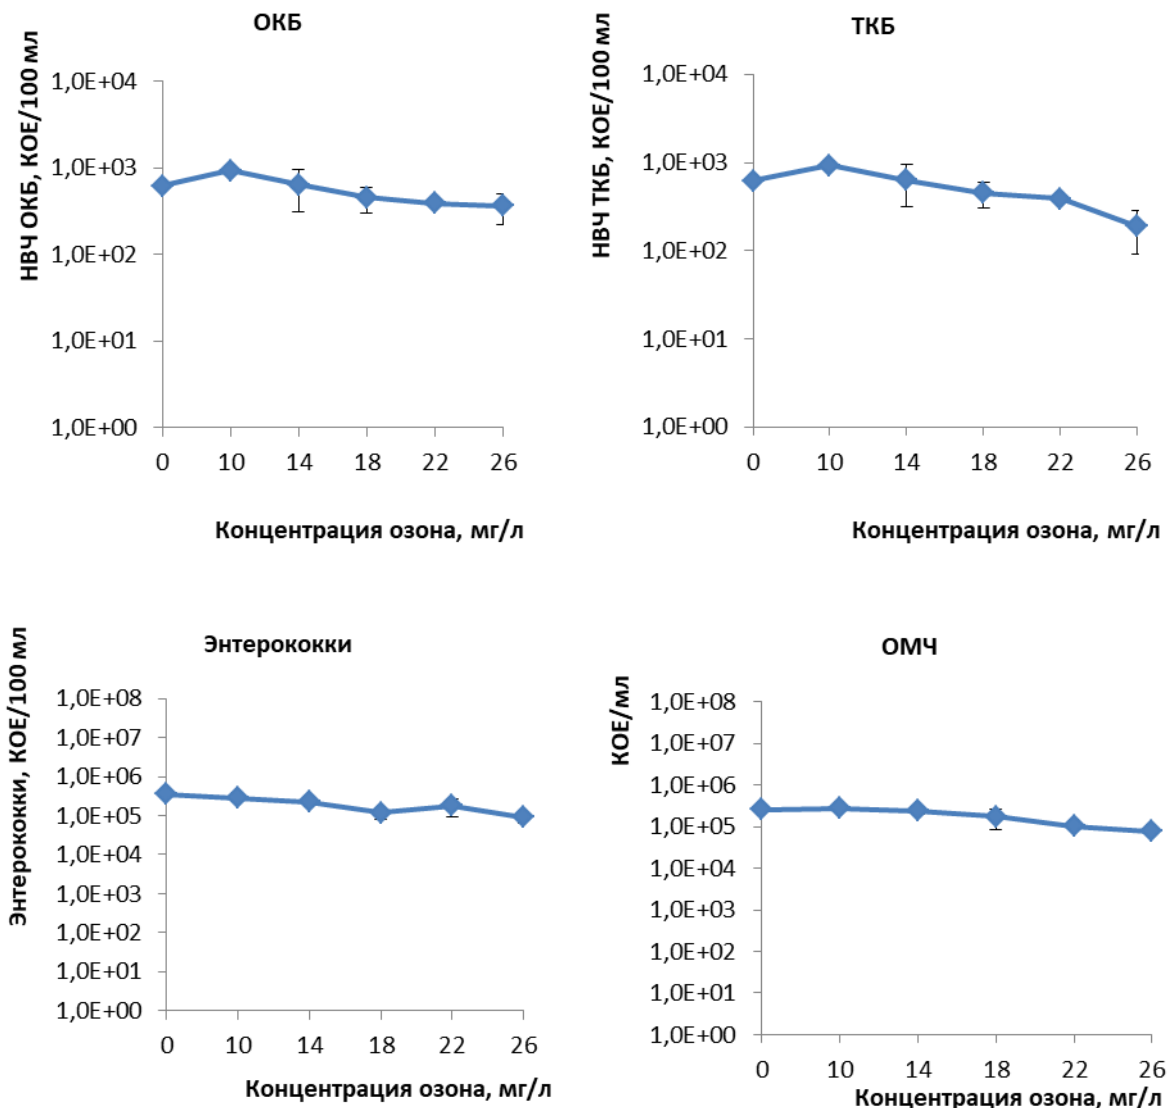 ОКБ
НВЧ ОКБ, КОЕ/100 мл
1,0E+04
1,0E+03
1,0E+02
1,0E+01
1,0E+00
0 10 14 18 22 26
Концентрация озона, мг/л
ТКБ
НВЧ ТКБ, КОЕ/100 мл
1,0E+04
1,0E+03
1,0E+02
1,0E+01
1,0E+00
0 10 14 18 22 26
Концентрация озона, мг/л
Энтерококки
Энтерококки, КОЕ/100 мл
1,0E+08
1,0E+07
1,0E+06
1,0E+05
1,0E+04
1,0E+03
1,0E+02
1,0E+01
1,0E+00
0 10 14 18 22 26
Концентрация озона, мг/л
ОМЧ
КОЕ/мл
1,0E+08
1,0E+07
1,0E+06
1,0E+05
1,0E+04
1,0E+03
1,0E+02
1,0E+01
1,0E+00
0 10 14 18 22 26
Концентрация озона, мг/л